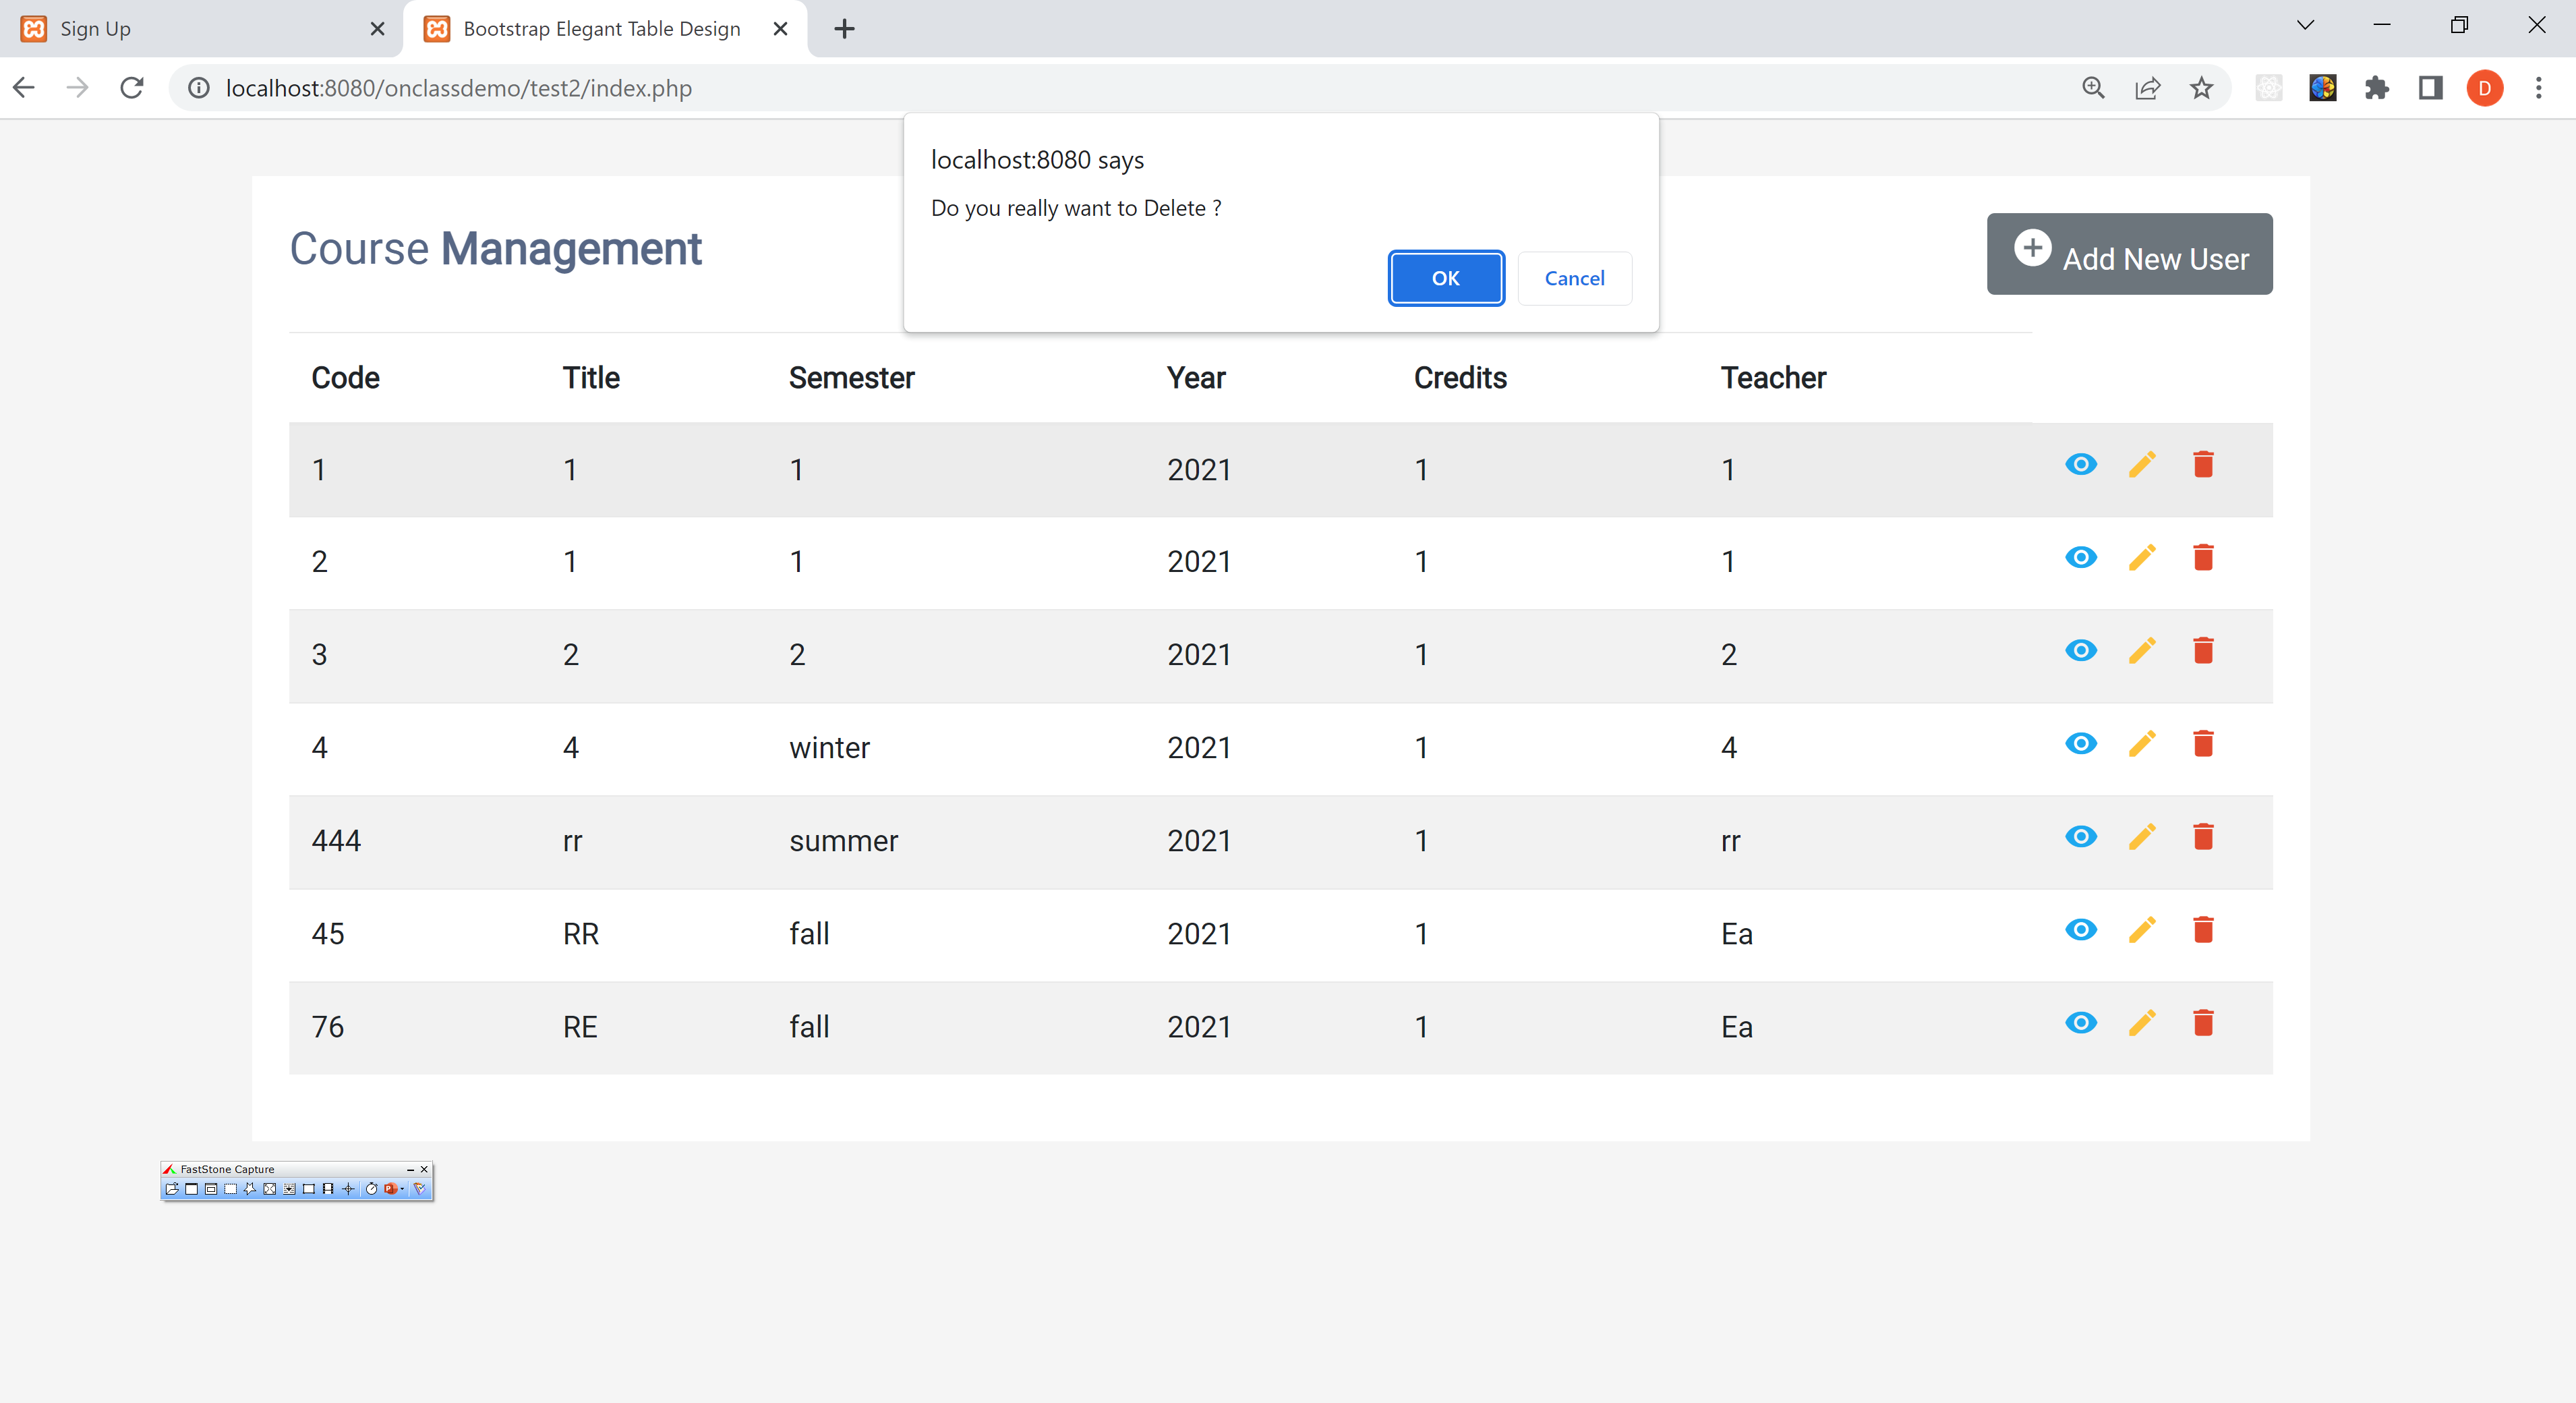 Sign Up
Bootstrap Elegant Table Design
localhost:8080/onclassdemo/test2/index.php
D
localhost:8080 says
Do you really want to Delete ?
OK Cancel
Course Management
Add New User
Code Title Semester Year Credits Teacher
1 1 1 2021 1 1
2 1 1 2021 1 1
3 2 2 2021 1 2
4 4 winter 2021 1 4
444 rr summer 2021 1 rr
45 RR fall 2021 1 Ea
76 RE fall 2021 1 Ea
FastStone Capture